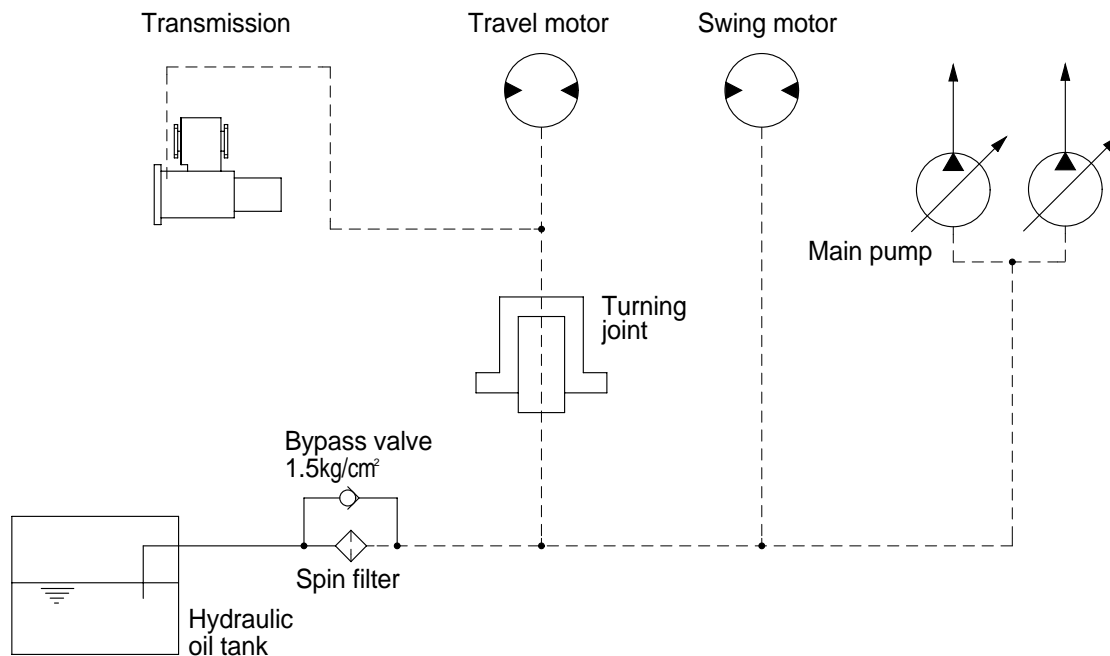 Transmission
Travel motor
Swing motor
Main pump
Turning
joint
Bypass valve
1.5kg/cm²
Spin filter
Hydraulic
oil tank